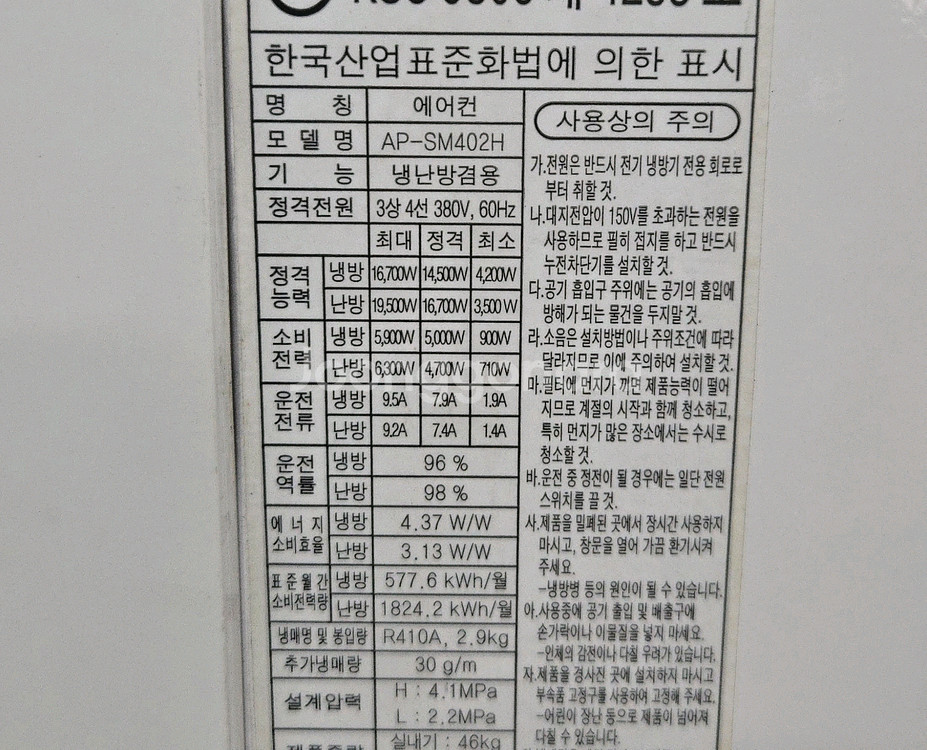 한국산업표준화법에 의한 표시
명 칭 에어컨
모 델 명 AP-SM402H
기 능 냉난방겸용
정격전원 3상 4선 380V, 60Hz
최대 정격 최소
정격능력 냉방 16,700W 14,500W 4,200W
난방 19,500W 16,700W 3,500 W
소비전력 냉방 5,900W 5,000W 900W
난방 6,300W 4,700W 710W
운전전류 냉방 9.5A 7.9A 1.9A
난방 9.2A 7.4A 1.4A
운전역률 냉방 96 %
난방 98 %
에 너 지 소비효율 냉방 4.37 W/W
난방 3.13 W/W
표 준 월 간 소비전력량 냉방 577.6 kWh/월
난방 1824.2 kWh/월
냉매명 및 봉입량 R410A, 2.9kg
추가냉매량 30 g/m
설계압력 H : 4.1MPa
L : 2.2MPa
실내기 : 46kg
사용상의 주의
가.전원은 반드시 전기 냉방기 전용 회로로
부터 취할 것.
나.대지전압이 150V를 초과하는 전원을
사용하므로 필히 접지를 하고 반드시
누전차단기를 설치할 것.
다.공기 흡입구 주위에는 공기의 흡입에
방해가 되는 물건을 두지말 것.
라.소음은 설치방법이나 주위조건에 따라
달라지므로 이에 주의하여 설치할 것.
마.필터에 먼지가 끼면 제품능력이 떨어
지므로 계절의 시작과 함께 청소하고,
특히 먼지가 많은 장소에서는 수시로
청소할 것.
바.운전 중 정전이 될 경우에는 일단 전원
스위치를 끌 것.
사.제품을 밀폐된 곳에서 장시간 사용하지
마시고, 창문을 열어 가끔 환기시켜
주세요.
-냉방병 등의 원인이 될 수 있습니다.
아.사용중에 공기 출입 및 배출구에
손가락이나 이물질을 넣지 마세요.
-인체의 감전이나 다칠 우려가 있습니다.
자.제품을 경사진 곳에 설치하지 마시고
부속품 고정구를 사용하여 고정해 주세요.
-어린이 장난 등으로 제품이 넘어져
다칠 수 있습니다.